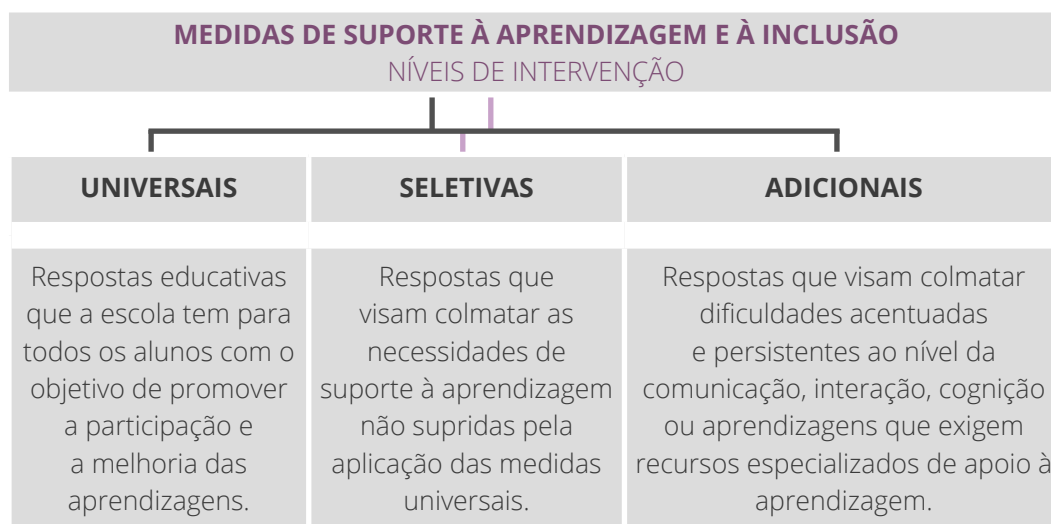 MEDIDAS DE SUPORTE À APRENDIZAGEM E À INCLUSÃO
NÍVEIS DE INTERVENÇÃO
UNIVERSAIS
Respostas educativas
que a escola tem para
todos os alunos com o
objetivo de promover
a participação e
a melhoria das
aprendizagens.
SELETIVAS
Respostas que
visam colmatar as
necessidades de
suporte à aprendizagem
não supridas pela
aplicação das medidas
universais.
ADICIONAIS
Respostas que visam colmatar
dificuldades acentuadas
e persistentes ao nível da
comunicação, interação, cognição
ou aprendizagens que exigem
recursos especializados de apoio à
aprendizagem.